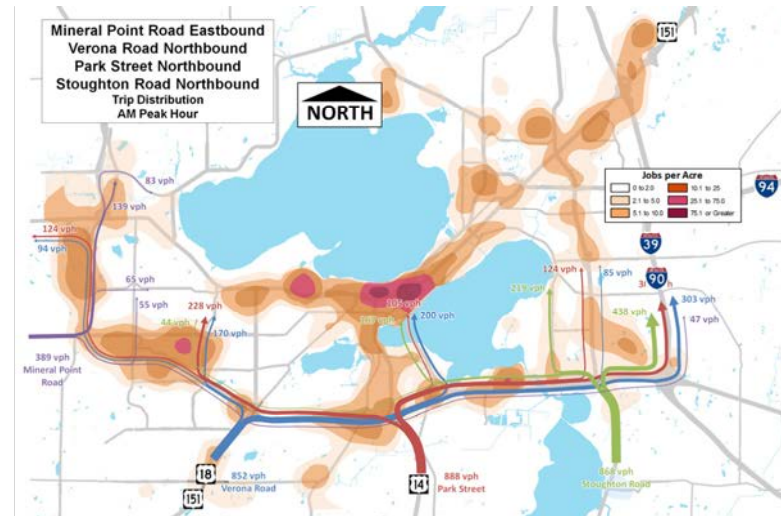 Mineral Point Road Eastbound
Verona Road Northbound
Park Street Northbound
Stoughton Road Northbound
Trip Distribution
AM Peak Hour
NORTH
151
Jobs per Acre
0 to 2.0
10.1 to 25
2.1 to 5.0
25.1 to 75.0
5.1 to 10.0
75.1 or Greater
94
39
90
83 vph
139 vph
124 vph
94 vph
65 vph
55 vph
228 vph
44 vph
170 vph
200 vph
219 vph
124 vph
85 vph
303 vph
438 vph
47 vph
389 vph
Mineral Point
Road
18
151
852 vph
Verona Road
14
888 vph
Park Street
vph
Stoughton Road